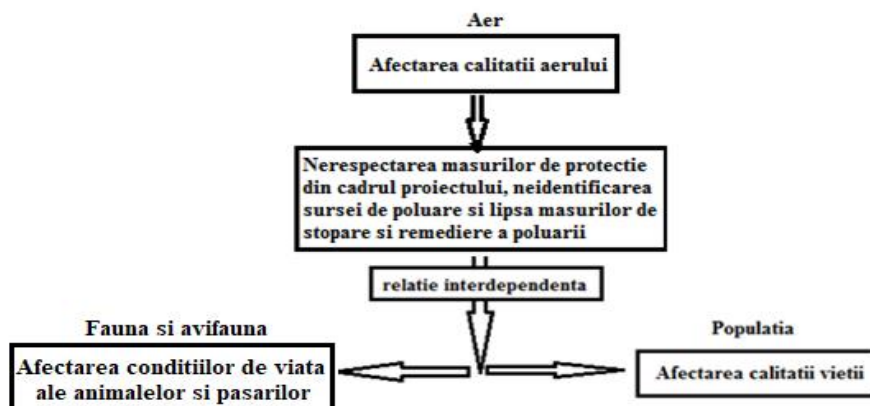 Aer
Afectarea calitatii aerului
Nerespectarea masurilor de protectie
din cadrul proiectului, neidentificarea
sursei de poluare si lipsa masurilor de
stopare si remediere a poluarii
relatie interdependenta
Fauna si avifauna
Afectarea conditiilor de viata
ale animalelor si pasarilor
Populatia
Afectarea calitatii vietii